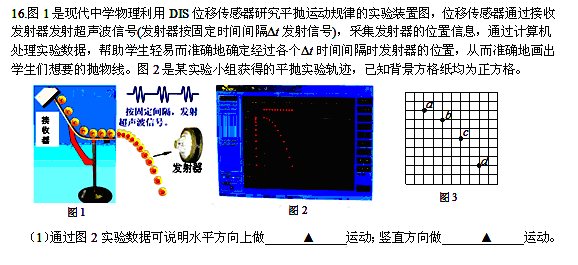 16.图 1 是现代中学物理利用 DIS 位移传感器研究平抛运动规律的实验装置图，位移传感器通过接收
发射器发射超声波信号(发射器按固定时间间隔Δt 发射信号)，采集发射器的位置信息，通过计算机
处理实验数据，帮助学生轻易而准确地确定经过各个Δt 时间间隔时发射器的位置，从而准确地画出
学生们想要的抛物线。图 2 是某实验小组获得的平抛实验轨迹，已知背景方格纸均为正方格。
接收器
按固定间隔，发射
超声波信号。
发射器
a
b
c
d
图 1
图 2
图 3
（1）通过图 2 实验数据可说明水平方向上做▲运动；竖直方向做▲运动。